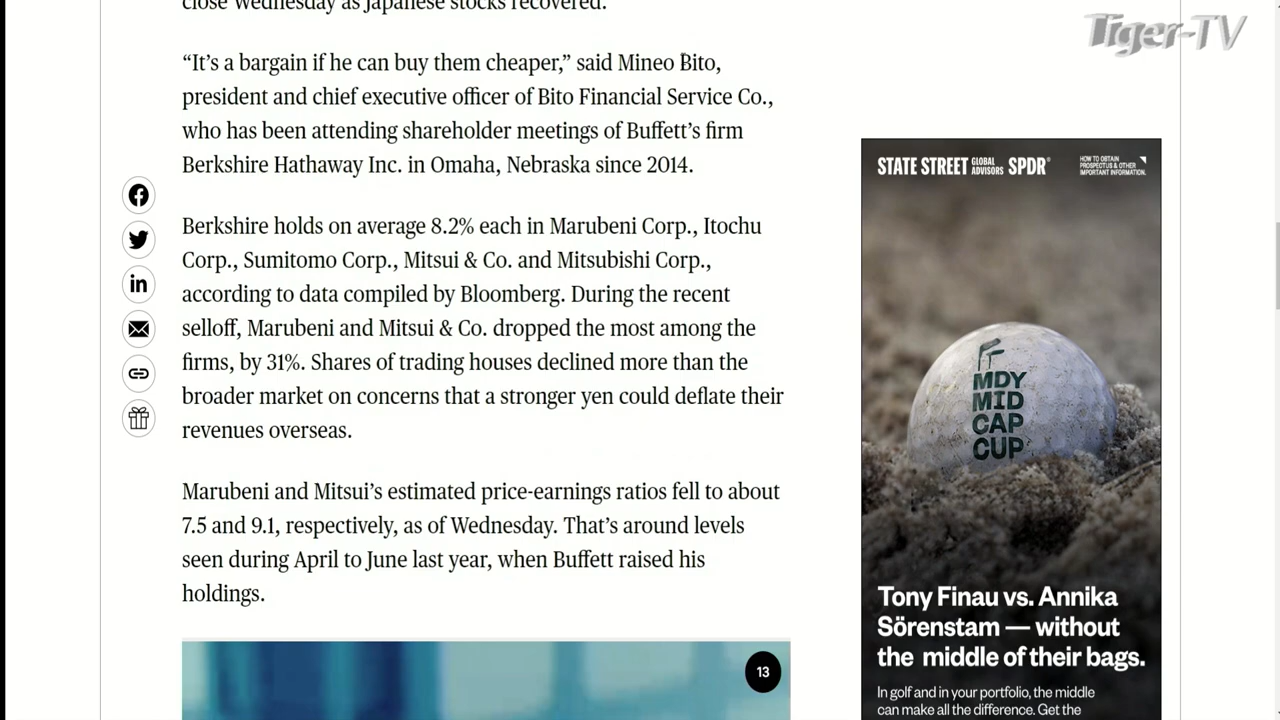 close Wednesday as Japanese stocks recovered.
Tiger-TV
“It’s a bargain if he can buy them cheaper,” said Mineo Bito,
president and chief executive officer of Bito Financial Service Co.,
who has been attending shareholder meetings of Buffett’s firm
Berkshire Hathaway Inc. in Omaha, Nebraska since 2014.
Berkshire holds on average 8.2% each in Marubeni Corp., Itochu
Corp., Sumitomo Corp., Mitsui & Co. and Mitsubishi Corp.,
according to data compiled by Bloomberg. During the recent
selloff, Marubeni and Mitsui & Co. dropped the most among the
firms, by 31%. Shares of trading houses declined more than the
broader market on concerns that a stronger yen could deflate their
revenues overseas.
Marubeni and Mitsui’s estimated price-earnings ratios fell to about
7.5 and 9.1, respectively, as of Wednesday. That’s around levels
seen during April to June last year, when Buffett raised his
holdings.
13
STATE STREET GLOBAL ADVISORS SPDR®
HOW TO OBTAIN
PROSPECTUS & OTHER
IMPORTANT INFORMATION.
MDY
MID
CAP
CUP
Tony Finau vs. Annika
Sörenstam — without
the middle of their bags.
In golf and in your portfolio, the middle
can make all the difference. Get the